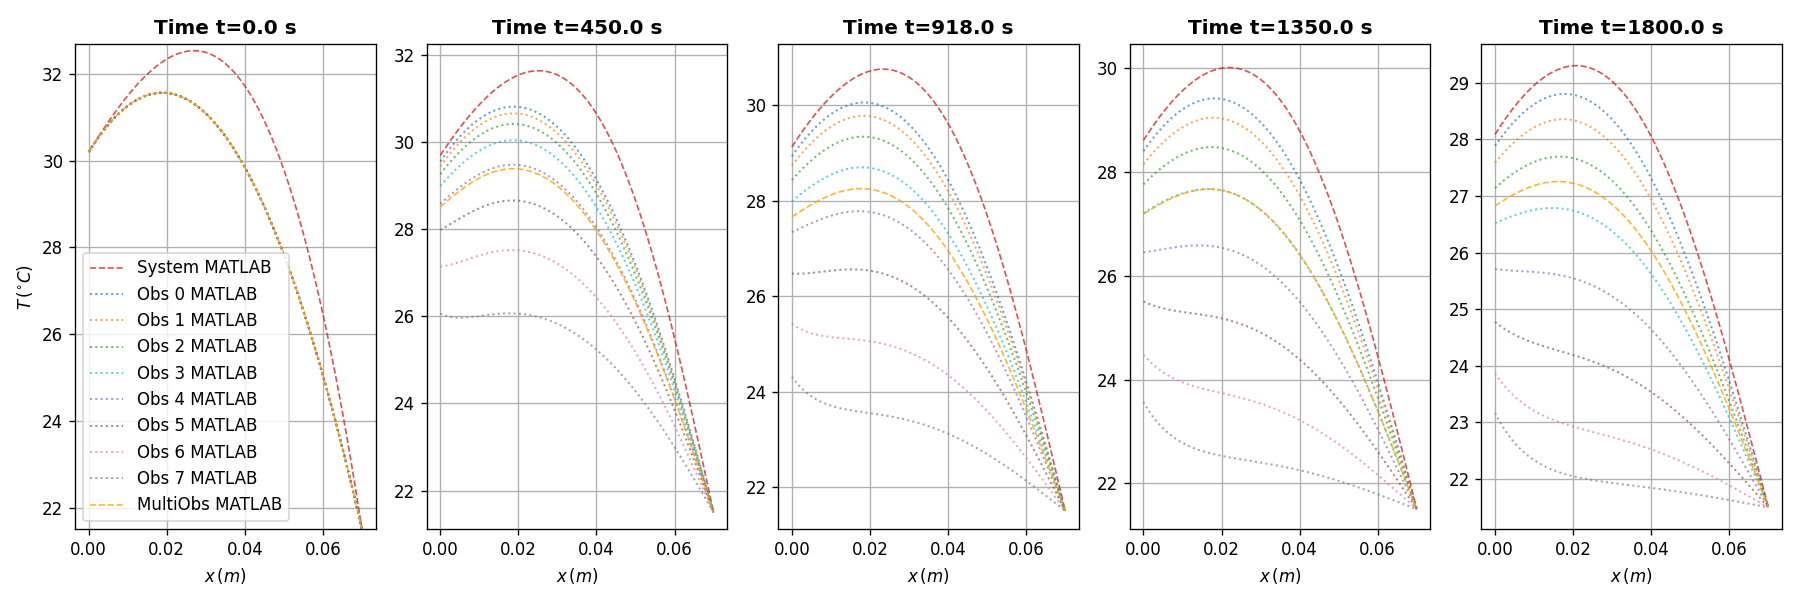 Time t=0.0 s
Time t=450.0 s
Time t=918.0 s
Time t=1350.0 s
Time t=1800.0 s
T (°C)
32
30
28
26
24
22
0.00 0.02 0.04 0.06
x (m)
System MATLAB
Obs 0 MATLAB
Obs 1 MATLAB
Obs 2 MATLAB
Obs 3 MATLAB
Obs 4 MATLAB
Obs 5 MATLAB
Obs 6 MATLAB
Obs 7 MATLAB
MultiObs MATLAB
32
30
28
26
24
22
0.00 0.02 0.04 0.06
x (m)
30
28
26
24
22
0.00 0.02 0.04 0.06
x (m)
30
28
26
24
22
0.00 0.02 0.04 0.06
x (m)
29
28
27
26
25
24
23
22
0.00 0.02 0.04 0.06
x (m)